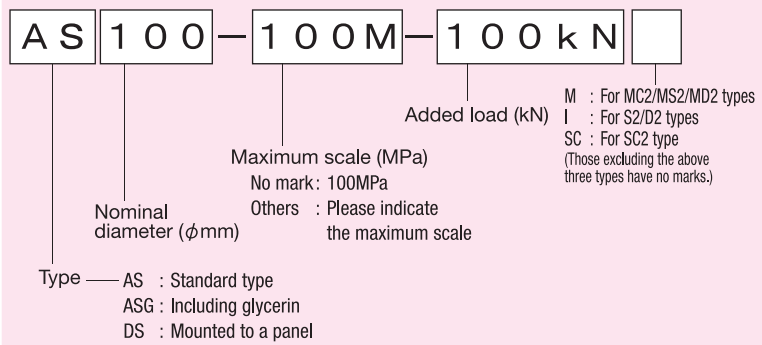 AS 100-100M-100kN
M : For MC2/MS2/MD2 types
I : For S2/D2 types
SC : For SC2 type
(Those excluding the above
three types have no marks.)
Added load (kN)
Maximum scale (MPa)
No mark : 100MPa
Others : Please indicate
the maximum scale
Nominal
diameter (ϕmm)
Type
AS : Standard type
ASG : Including glycerin
DS : Mounted to a panel